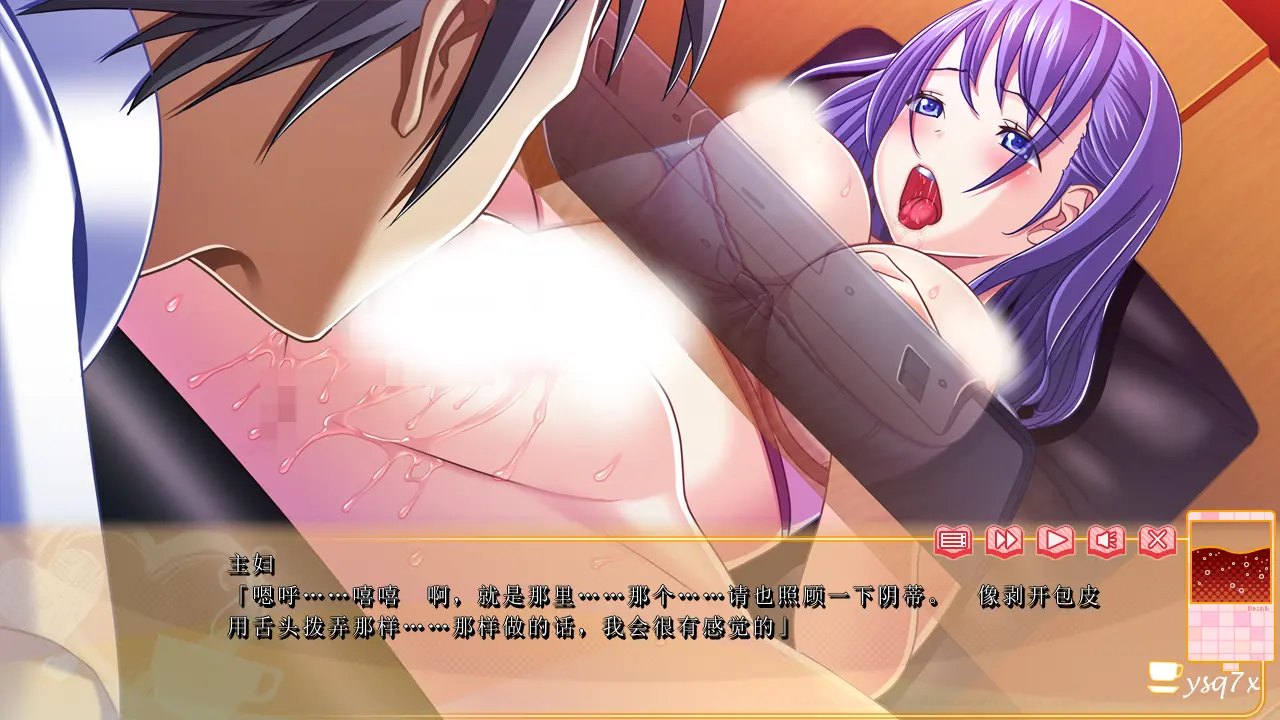 主妇
「嗯呼……嘻嘻　啊，就是那里……那个……请也照顾一下阴蒂。　像剥开包皮
用舌头拨弄那样……那样做的话，我会很有感觉的」
ysq7x